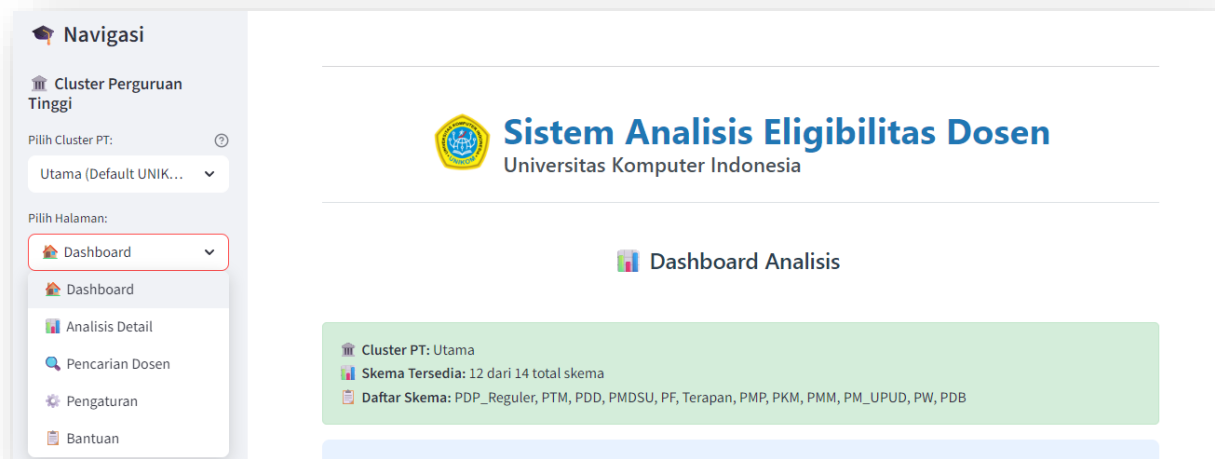 Navigasi
Cluster Perguruan
Tinggi
Pilih Cluster PT:
Utama (Default UNIK...
Pilih Halaman:
Dashboard
Dashboard
Analisis Detail
Pencarian Dosen
Pengaturan
Bantuan
Sistem Analisis Eligibilitas Dosen
Universitas Komputer Indonesia
Dashboard Analisis
Cluster PT: Utama
Skema Tersedia: 12 dari 14 total skema
Daftar Skema: PDP_Reguler, PTM, PDD, PMDSU, PF, Terapan, PMP, PKM, PMM, PM_UPUD, PW, PDB